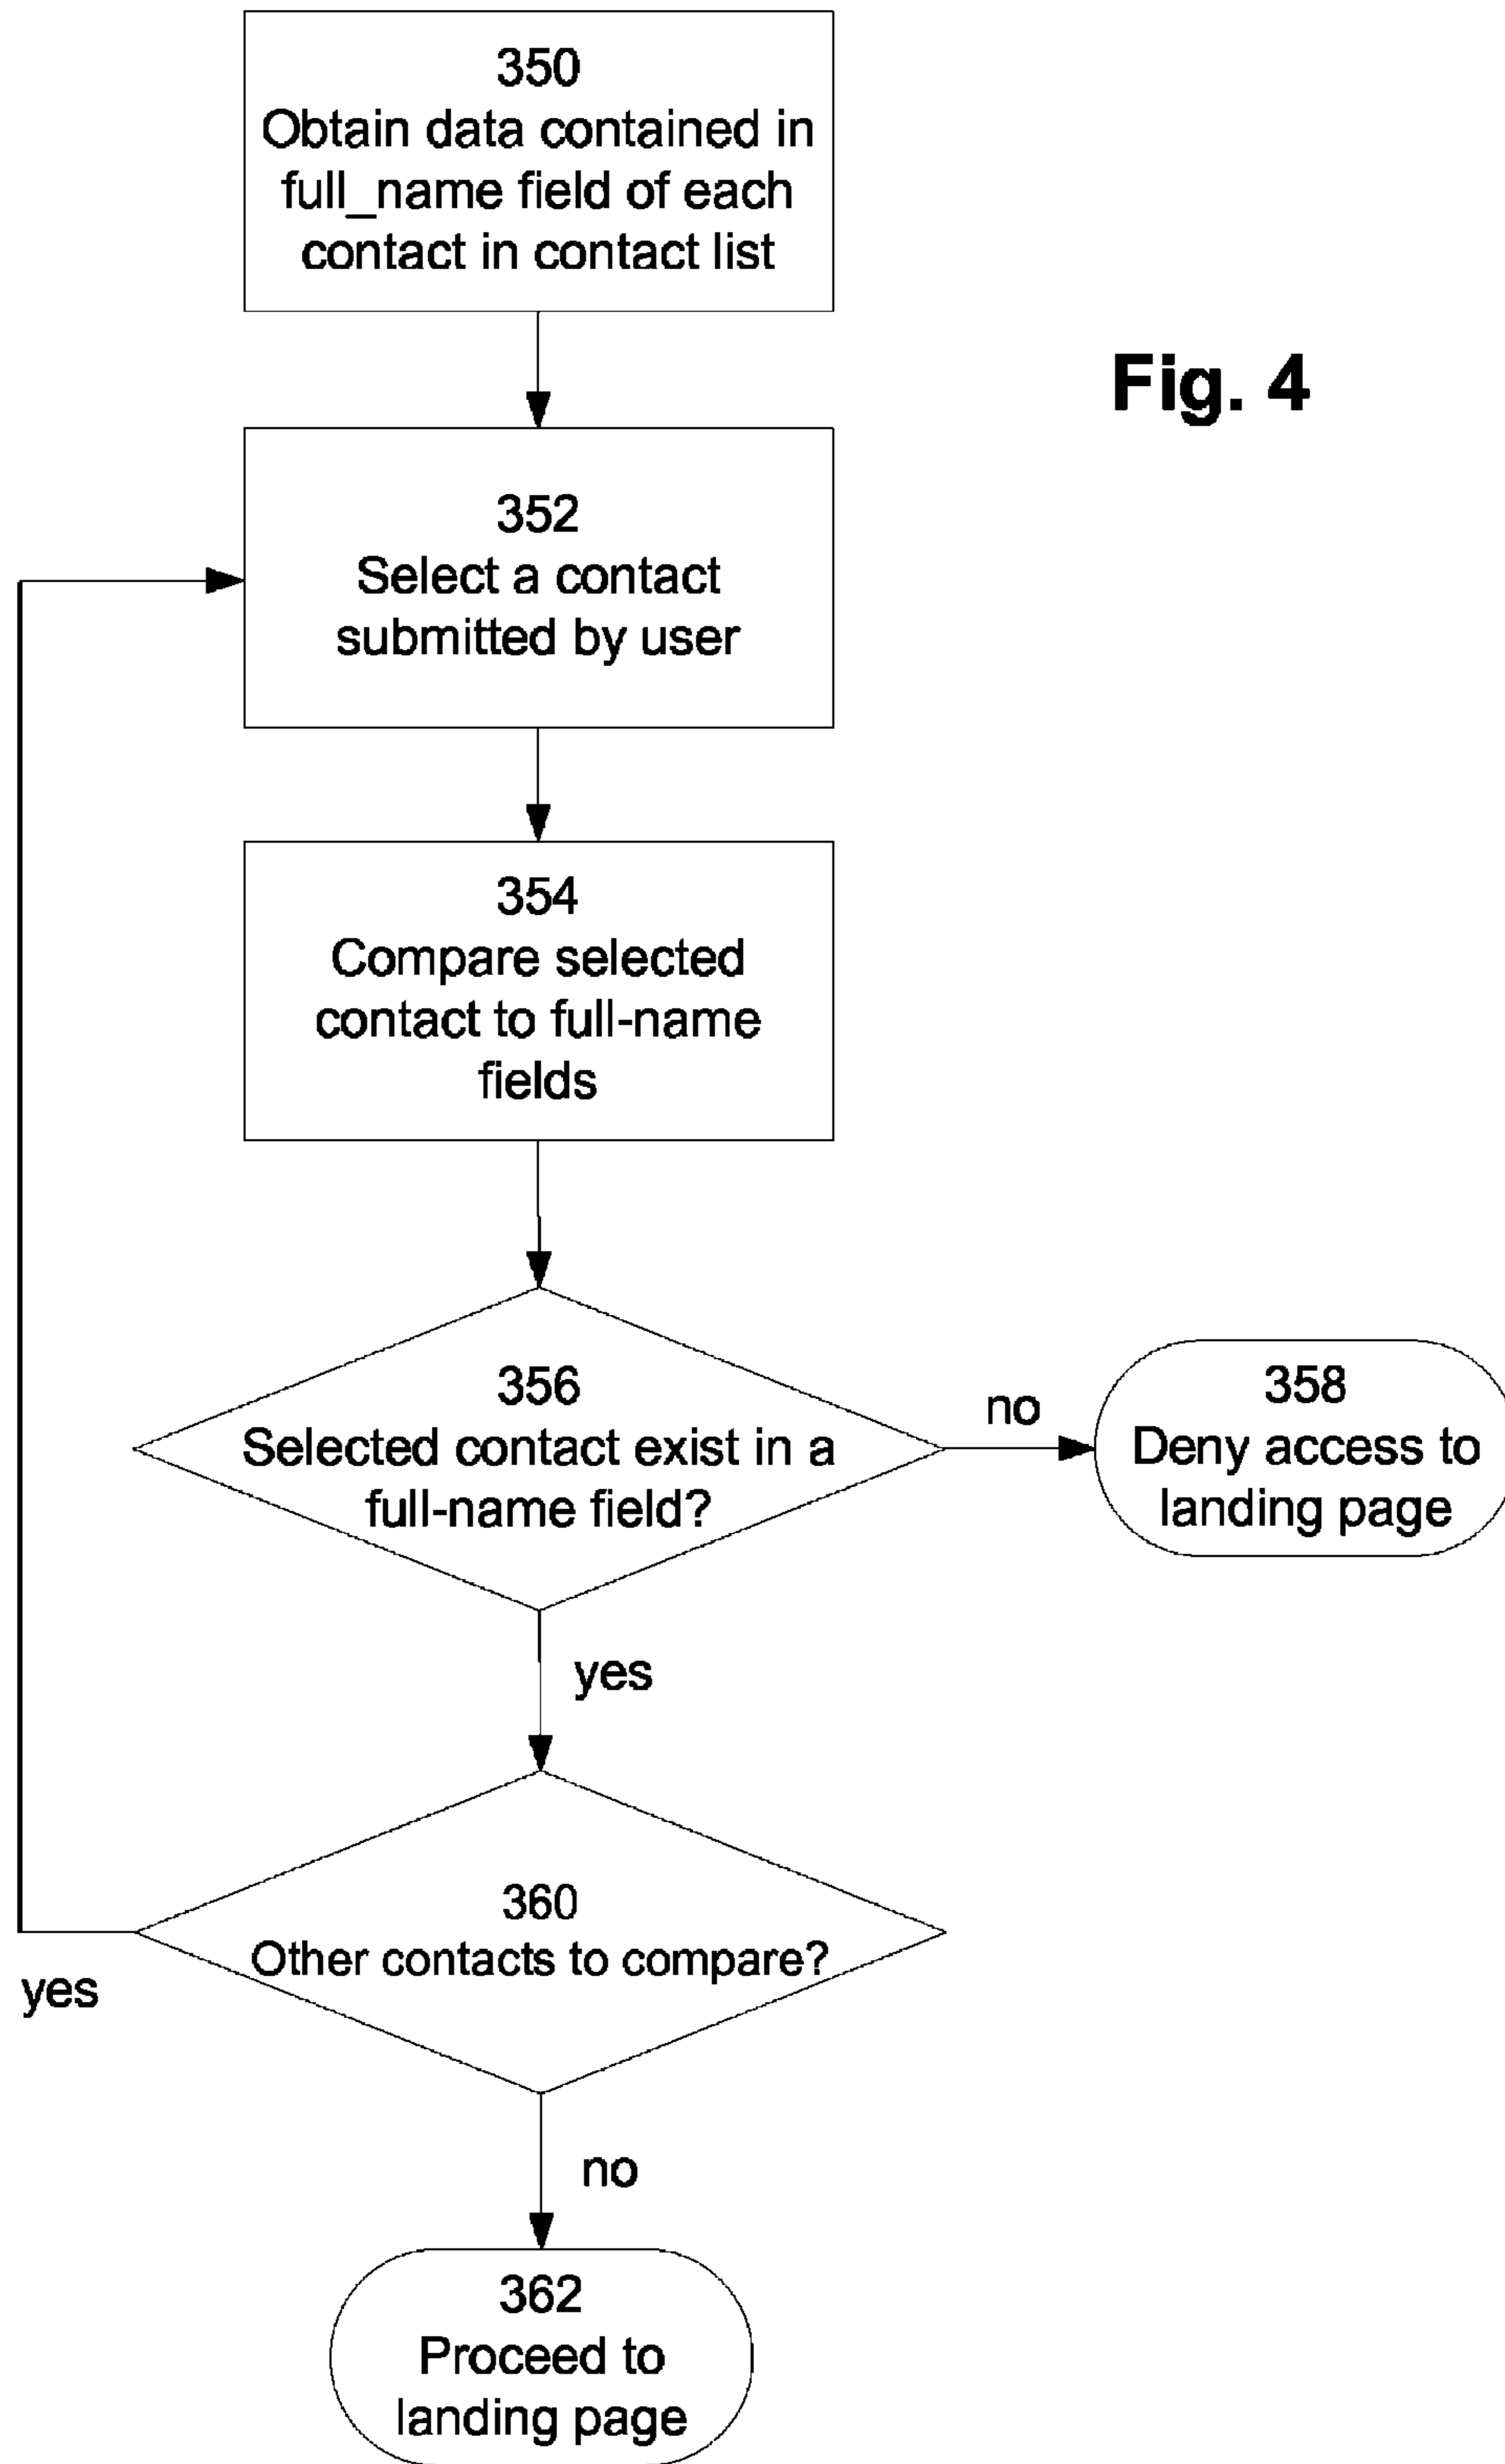 350
Obtain data contained in
full_name field of each
contact in contact list
Fig. 4
352
Select a contact
submitted by user
354
Compare selected
contact to full-name
fields
356
Selected contact exist in a
full-name field?
no
358
Deny access to
landing page
yes
360
Other contacts to compare?
yes
no
362
Proceed to
landing page